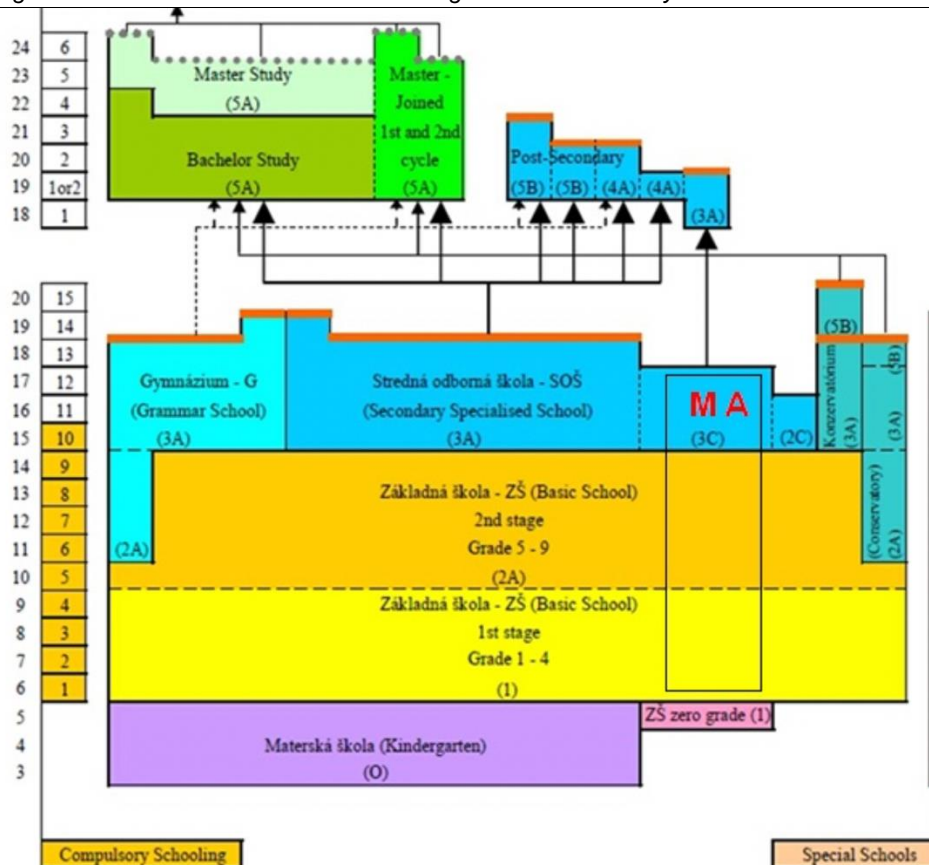 24 6
23 5
22 4
21 3
20 2
19 1or2
18 1
Master Study
(5A)
Bachelor Study
(5A)
Master -
Joined
1st and 2nd
cycle
(5A)
Post-Secondary
(5B) (5B) (4A) (4A)
(3A)
20 15
19 14
18 13
17 12
16 11
15 10
14 9
13 8
12 7
11 6
10 5
9 4
8 3
7 2
6 1
5
4
3
Gymnázium - G
(Grammar School)
(3A)
(2A)
Stredná odborná škola - SOŠ
(Secondary Specialised School)
(3A)
M A
(3C)
(2C)
(5B)
Konzervatórium
(3A)
(5B)
(3A)
(Conservatory)
(2A)
Základná škola - ZŠ (Basic School)
2nd stage
Grade 5 - 9
(2A)
Základná škola - ZŠ (Basic School)
1st stage
Grade 1 - 4
(1)
ZŠ zero grade (1)
Materská škola (Kindergarten)
(O)
Compulsory Schooling
Special Schools